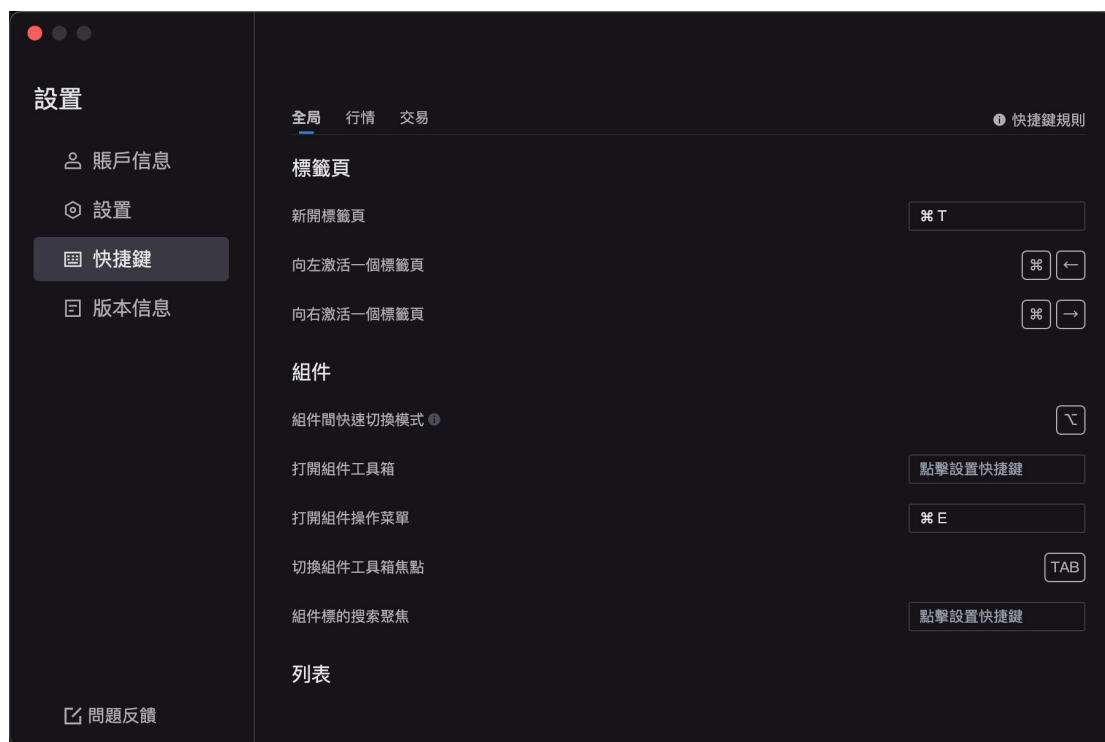 設置
賬戶信息
設置
快捷鍵
版本信息
問題反饋
全局 行情 交易 快捷鍵規則
標籤頁
新開標籤頁 ⌘ T
向左激活一個標籤頁 ⌘ ←
向右激活一個標籤頁 ⌘ →
組件
組件間快速切換模式 ⌥
打開組件工具箱 點擊設置快捷鍵
打開組件操作菜單 ⌘ E
切換組件工具箱焦點 TAB
組件標的搜索聚焦 點擊設置快捷鍵
列表